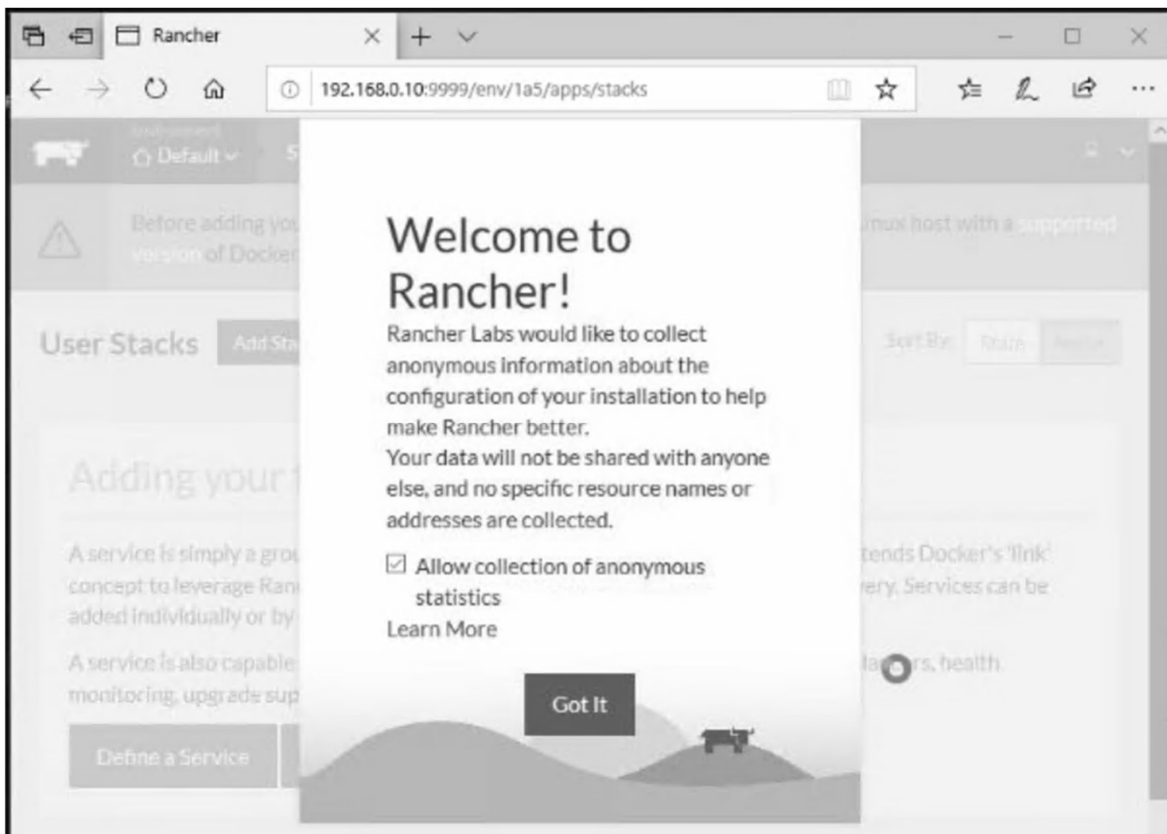 Rancher
192.168.0.10:9999/env/1a5/apps/stacks
Default
Before adding you
inux host with a supported
version of Docker
Welcome to
Rancher!
User Stacks
Add Sta
Sort By:
State
Rancher Labs would like to collect
anonymous information about the
configuration of your installation to help
make Rancher better.
Your data will not be shared with anyone
else, and no specific resource names or
addresses are collected.
Allow collection of anonymous
statistics
Learn More
Got It
Adding your f
A service is simply a grou
tends Docker's 'link'
concept to leverage Ran
very. Services can be
added individually or by
A service is also capable
health
monitoring, upgrade sup
Define a Service